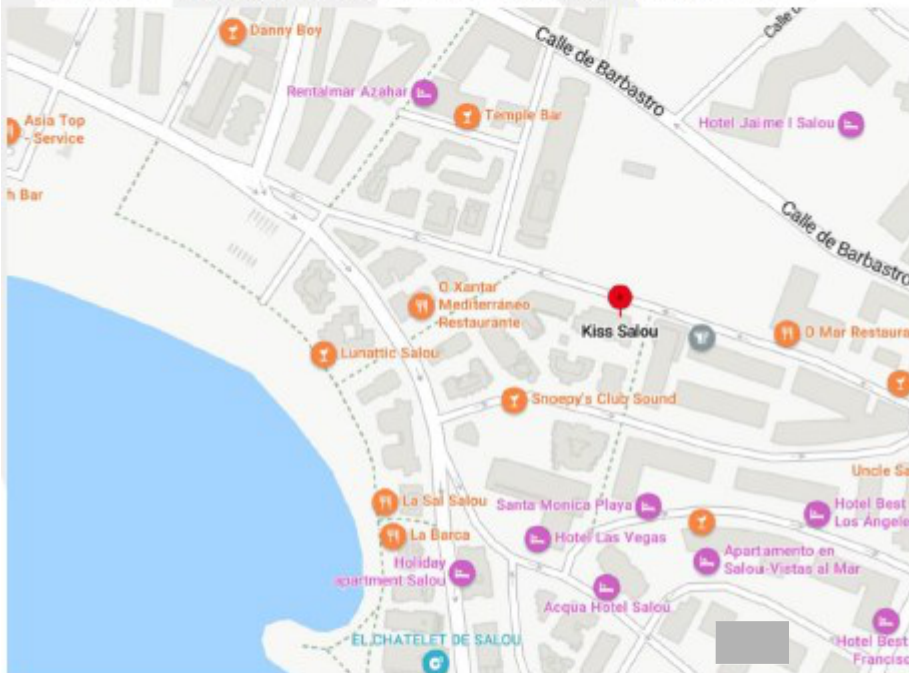 Danny Boy
Calle de Barbastro
Rentalmar Azahar
Temple Bar
Asia Top
- Service
Hotel Jaime I Salou
h Bar
Calle de Barbastro
O Xantar
Mediterráneo
Restaurante
Kiss Salou
O Mar Restaura
Lunattic Salou
Snoepy's Club Sound
Uncle Sa
La Sal Salou
Santa Monica Playa
Hotel Best
Los Angele
La Barca
Hotel Las Vegas
Holiday
apartment Salou
Apartamento en
Salou-Vistas al Mar
Acqua Hotel Salou
EL CHATELET DE SALOU
Hotel Best
Francisc